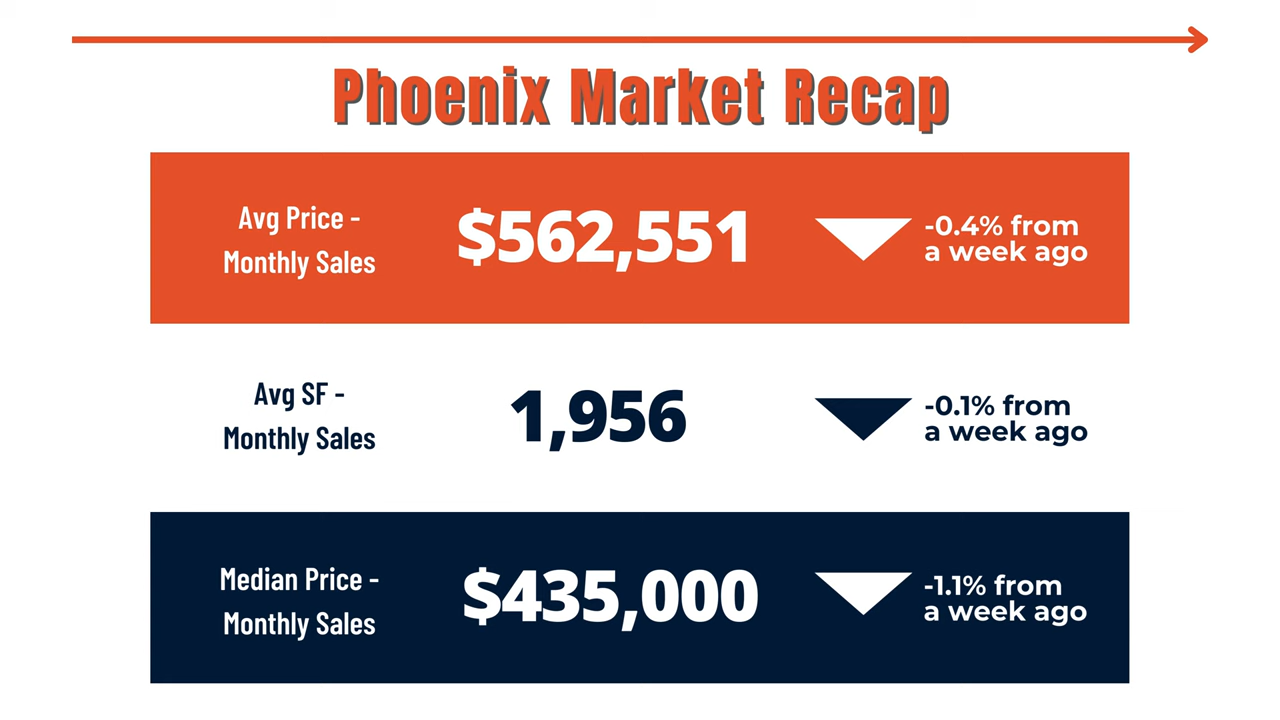 Phoenix Market Recap
Avg Price -
Monthly Sales
$562,551
-0.4% from
a week ago
Avg SF -
Monthly Sales
1,956
-0.1% from
a week ago
Median Price -
Monthly Sales
$435,000
-1.1% from
a week ago